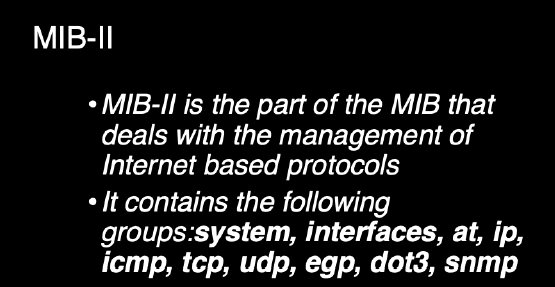 MIB-II
• MIB-II is the part of the MIB that
deals with the management of
Internet based protocols
• It contains the following
groups:system, interfaces, at, ip,
icmp, tcp, udp, egp, dot3, snmp